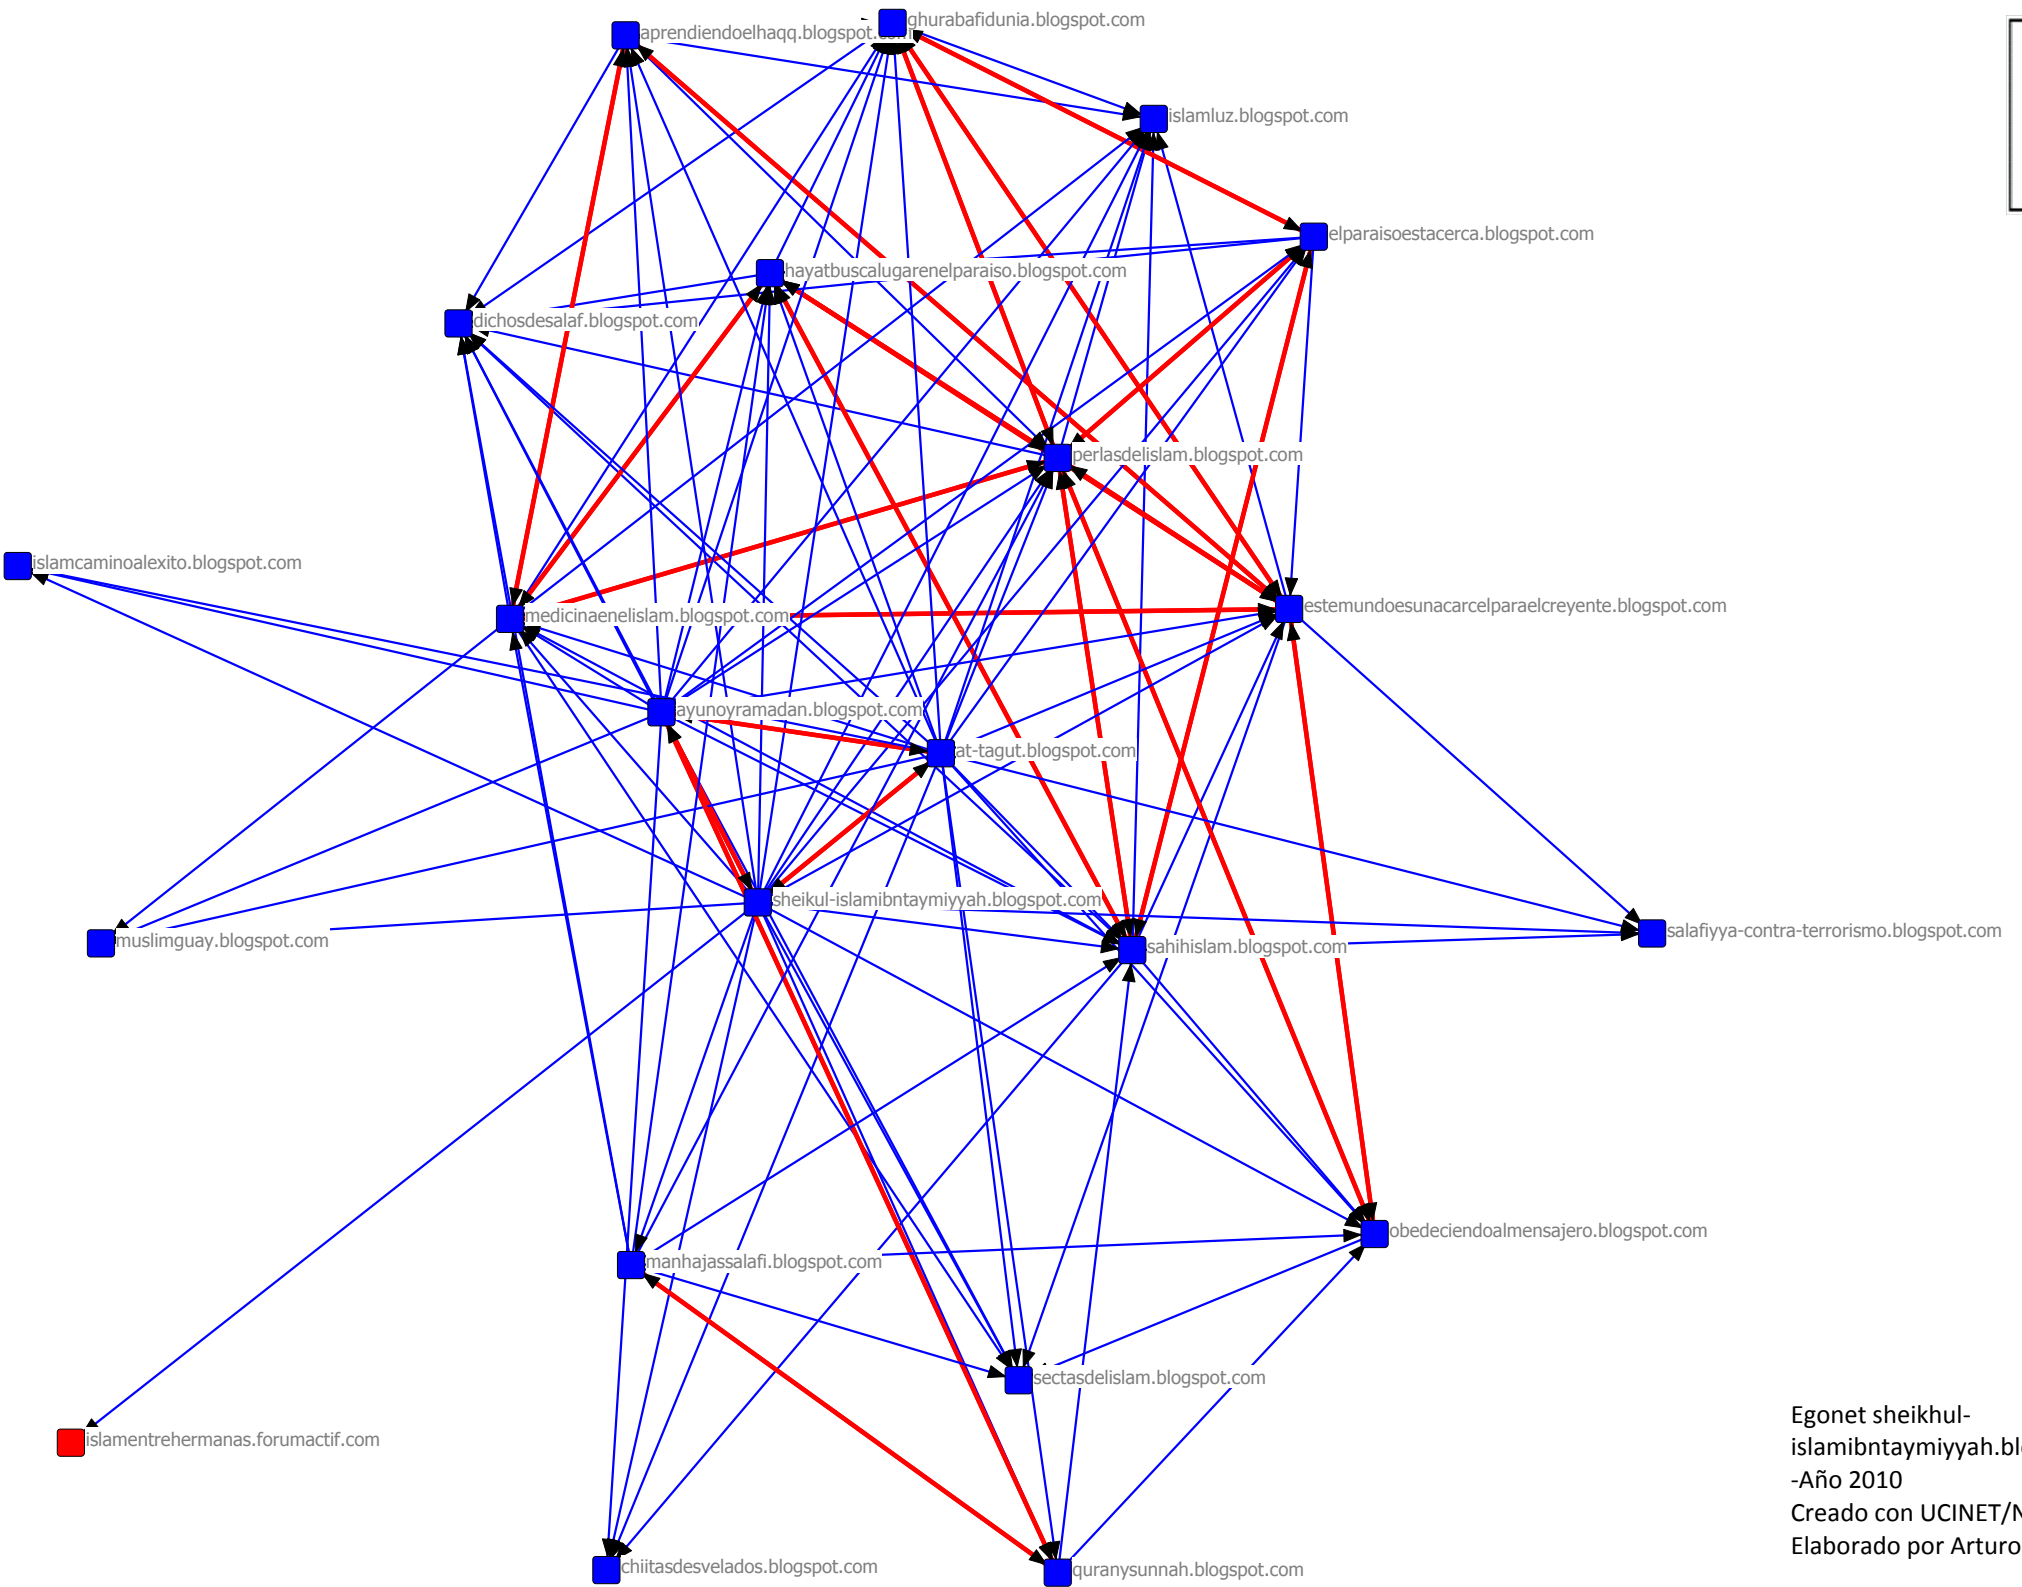 ghurabafidunia.blogspot.com
aprendiendoelhaqq.blogspot.com
islamluz.blogspot.com
elparaisoestacerca.blogspot.com
hayatbuscalugarenelparaiso.blogspot.com
dichosdesalaf.blogspot.com
perlasdelislam.blogspot.com
islamcaminoalexito.blogspot.com
estemundoesunacarcelparaelcreyente.blogspot.com
medicinaenelislam.blogspot.com
ayunoyramadan.blogspot.com
at-tagut.blogspot.com
sheikul-islamibntaymiyyah.blogspot.com
muslimguay.blogspot.com
sahihislam.blogspot.com
salafiyya-contra-terrorismo.blogspot.com
obedeciendoalmensajero.blogspot.com
manhajassalafi.blogspot.com
sectasdelislam.blogspot.com
islamentrehermanas.forumactif.com
chiitasdesvelados.blogspot.com
quranysunnah.blogspot.com
Egonet sheikhul-
islamibntaymiyyah.bl
-Año 2010
Creado con UCINET/
Elaborado por Arturo